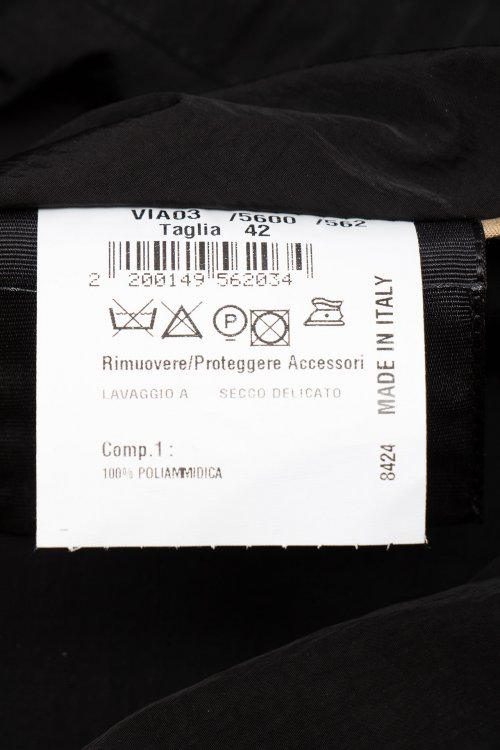 VIA03 /5600 /562
Taglia 42
2 200149 562034
P
Rimuovere/Proteggere Accessori
LAVAGGIO A SECCO DELICATO
Comp.1 :
100% POLIAMMIDICA
8424 MADE IN ITALY